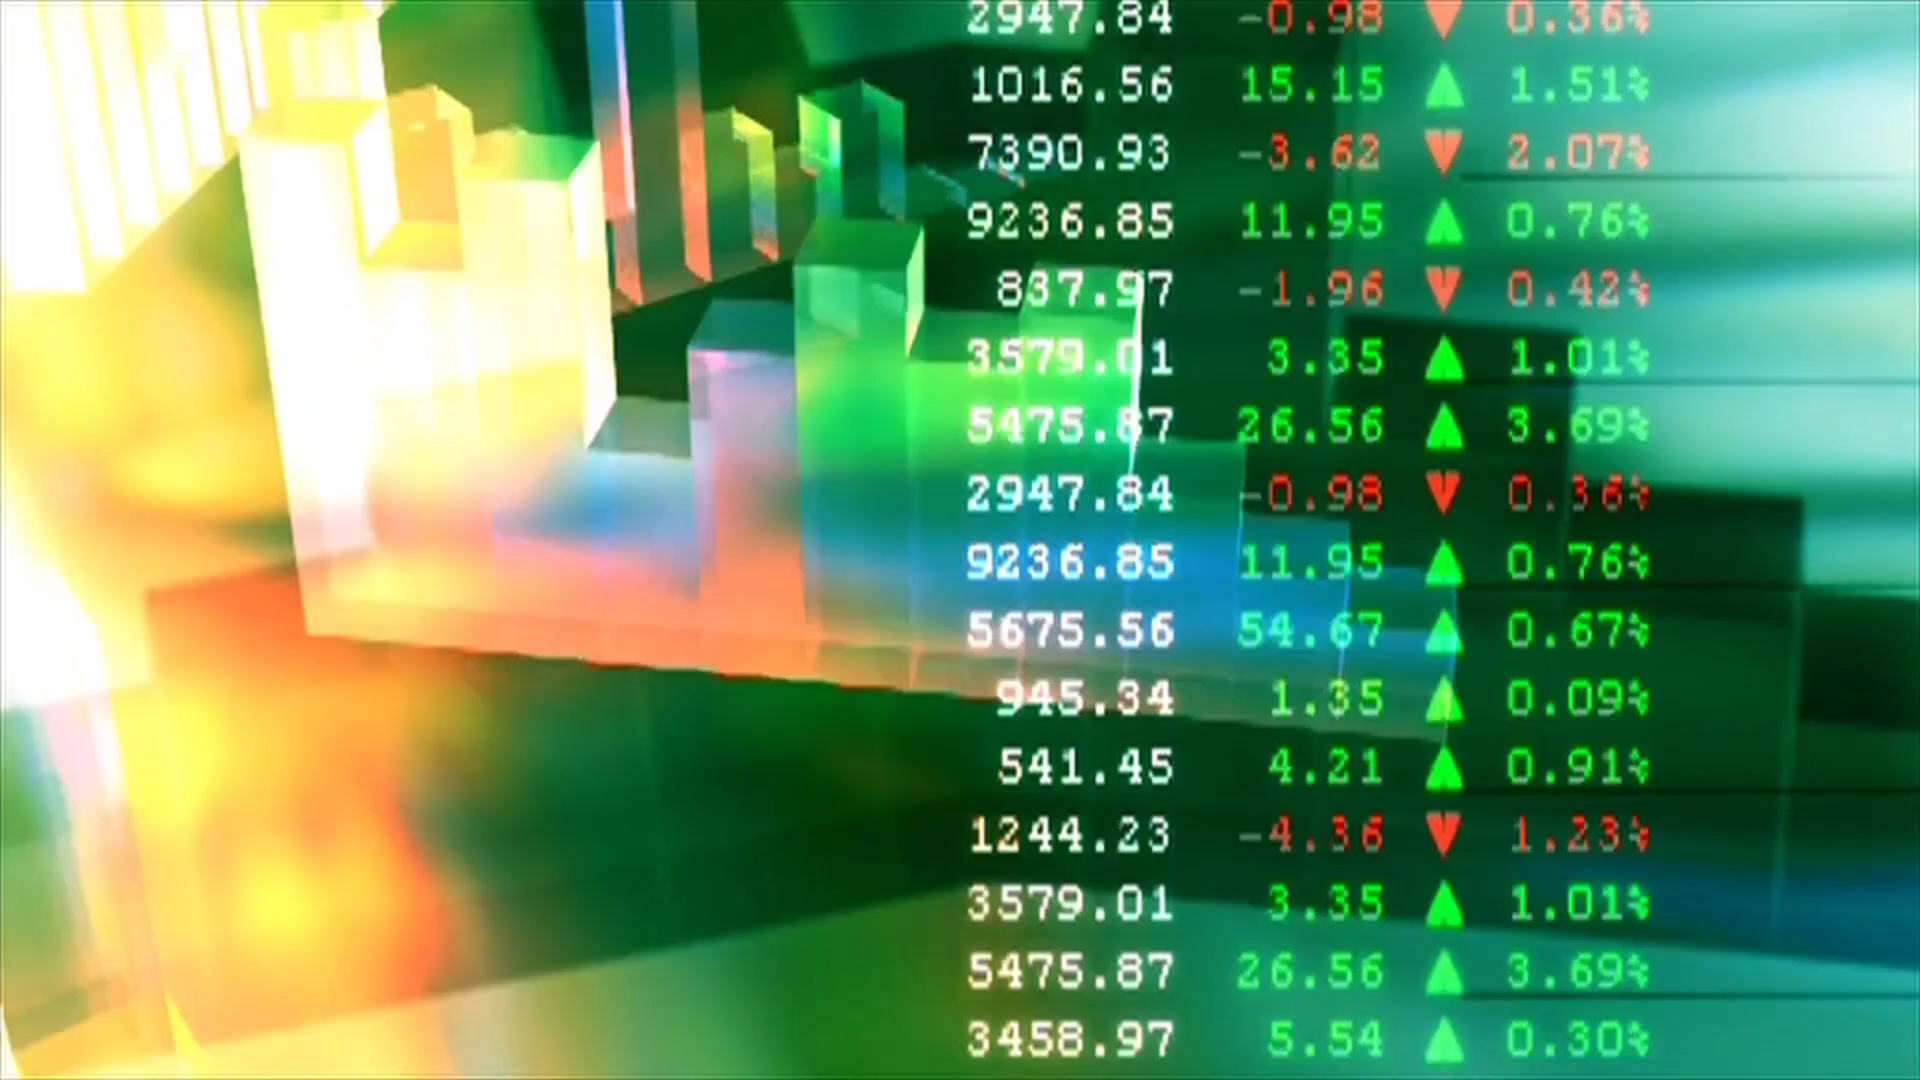 2947.84 -0.98 ▼ 0.36%
1016.56 15.15 ▲ 1.51%
7390.93 -3.62 ▼ 2.07%
9236.85 11.95 ▲ 0.76%
837.97 -1.96 ▼ 0.42%
3579.01 3.35 ▲ 1.01%
5475.87 26.56 ▲ 3.69%
2947.84 -0.98 ▼ 0.36%
9236.85 11.95 ▲ 0.76%
5675.56 54.67 ▲ 0.67%
945.34 1.35 ▲ 0.09%
541.45 4.21 ▲ 0.91%
1244.23 -4.36 ▼ 1.23%
3579.01 3.35 ▲ 1.01%
5475.87 26.56 ▲ 3.69%
3458.97 5.54 ▲ 0.30%